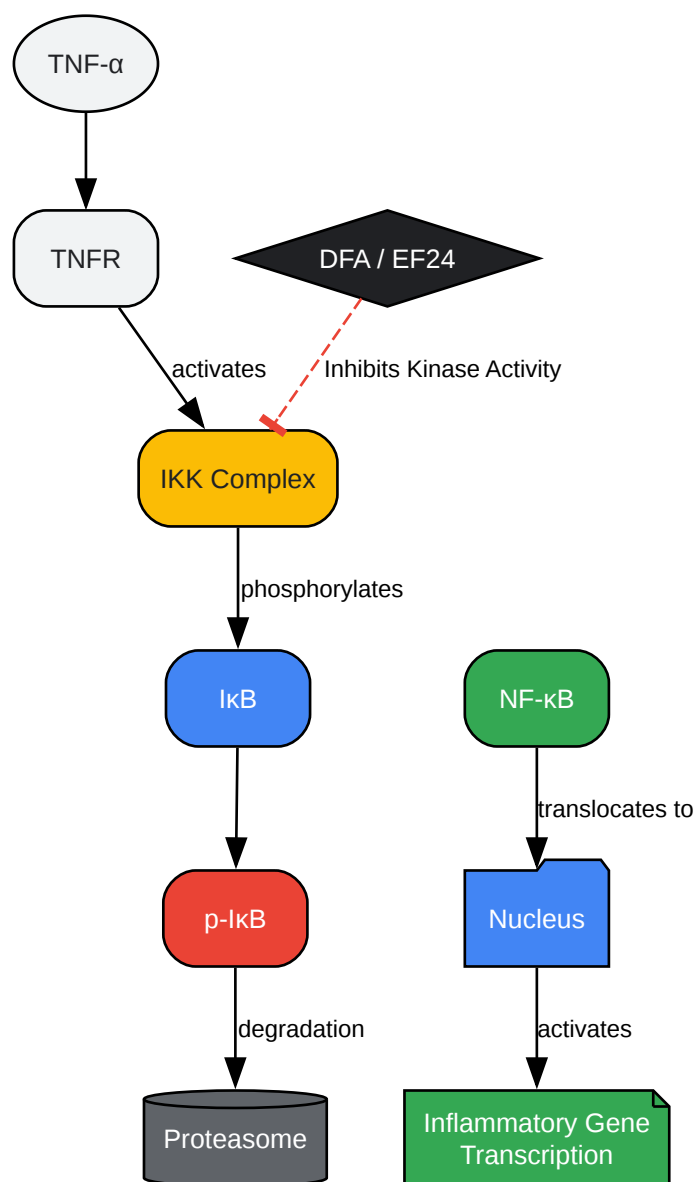 TNF-α
TNFR
DFA / EF24
activates
Inhibits Kinase Activity
IKK Complex
phosphorylates
IκB
NF-κB
translocates to
p-IκB
Nucleus
degradation
activates
Proteasome
Inflammatory Gene
Transcription